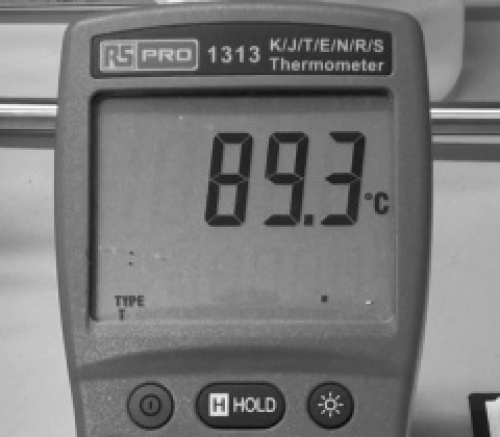 RS PRO 1313 K/J/T/E/N/R/S
Thermometer
89.3 °C
TYPE
T
H HOLD